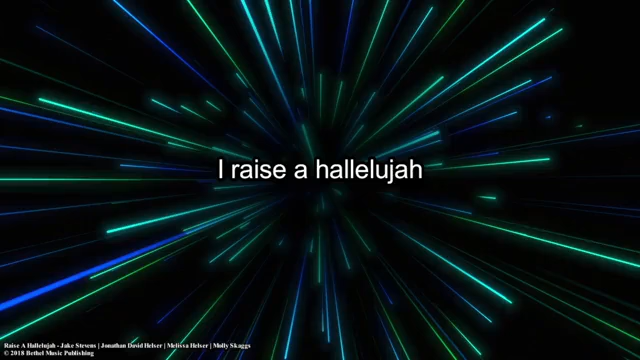 I raise a hallelujah
Raise A Hallelujah - Jake Stevens | Jonathan David Helser | Melissa Helser | Molly Skaggs
© 2018 Bethel Music Publishing